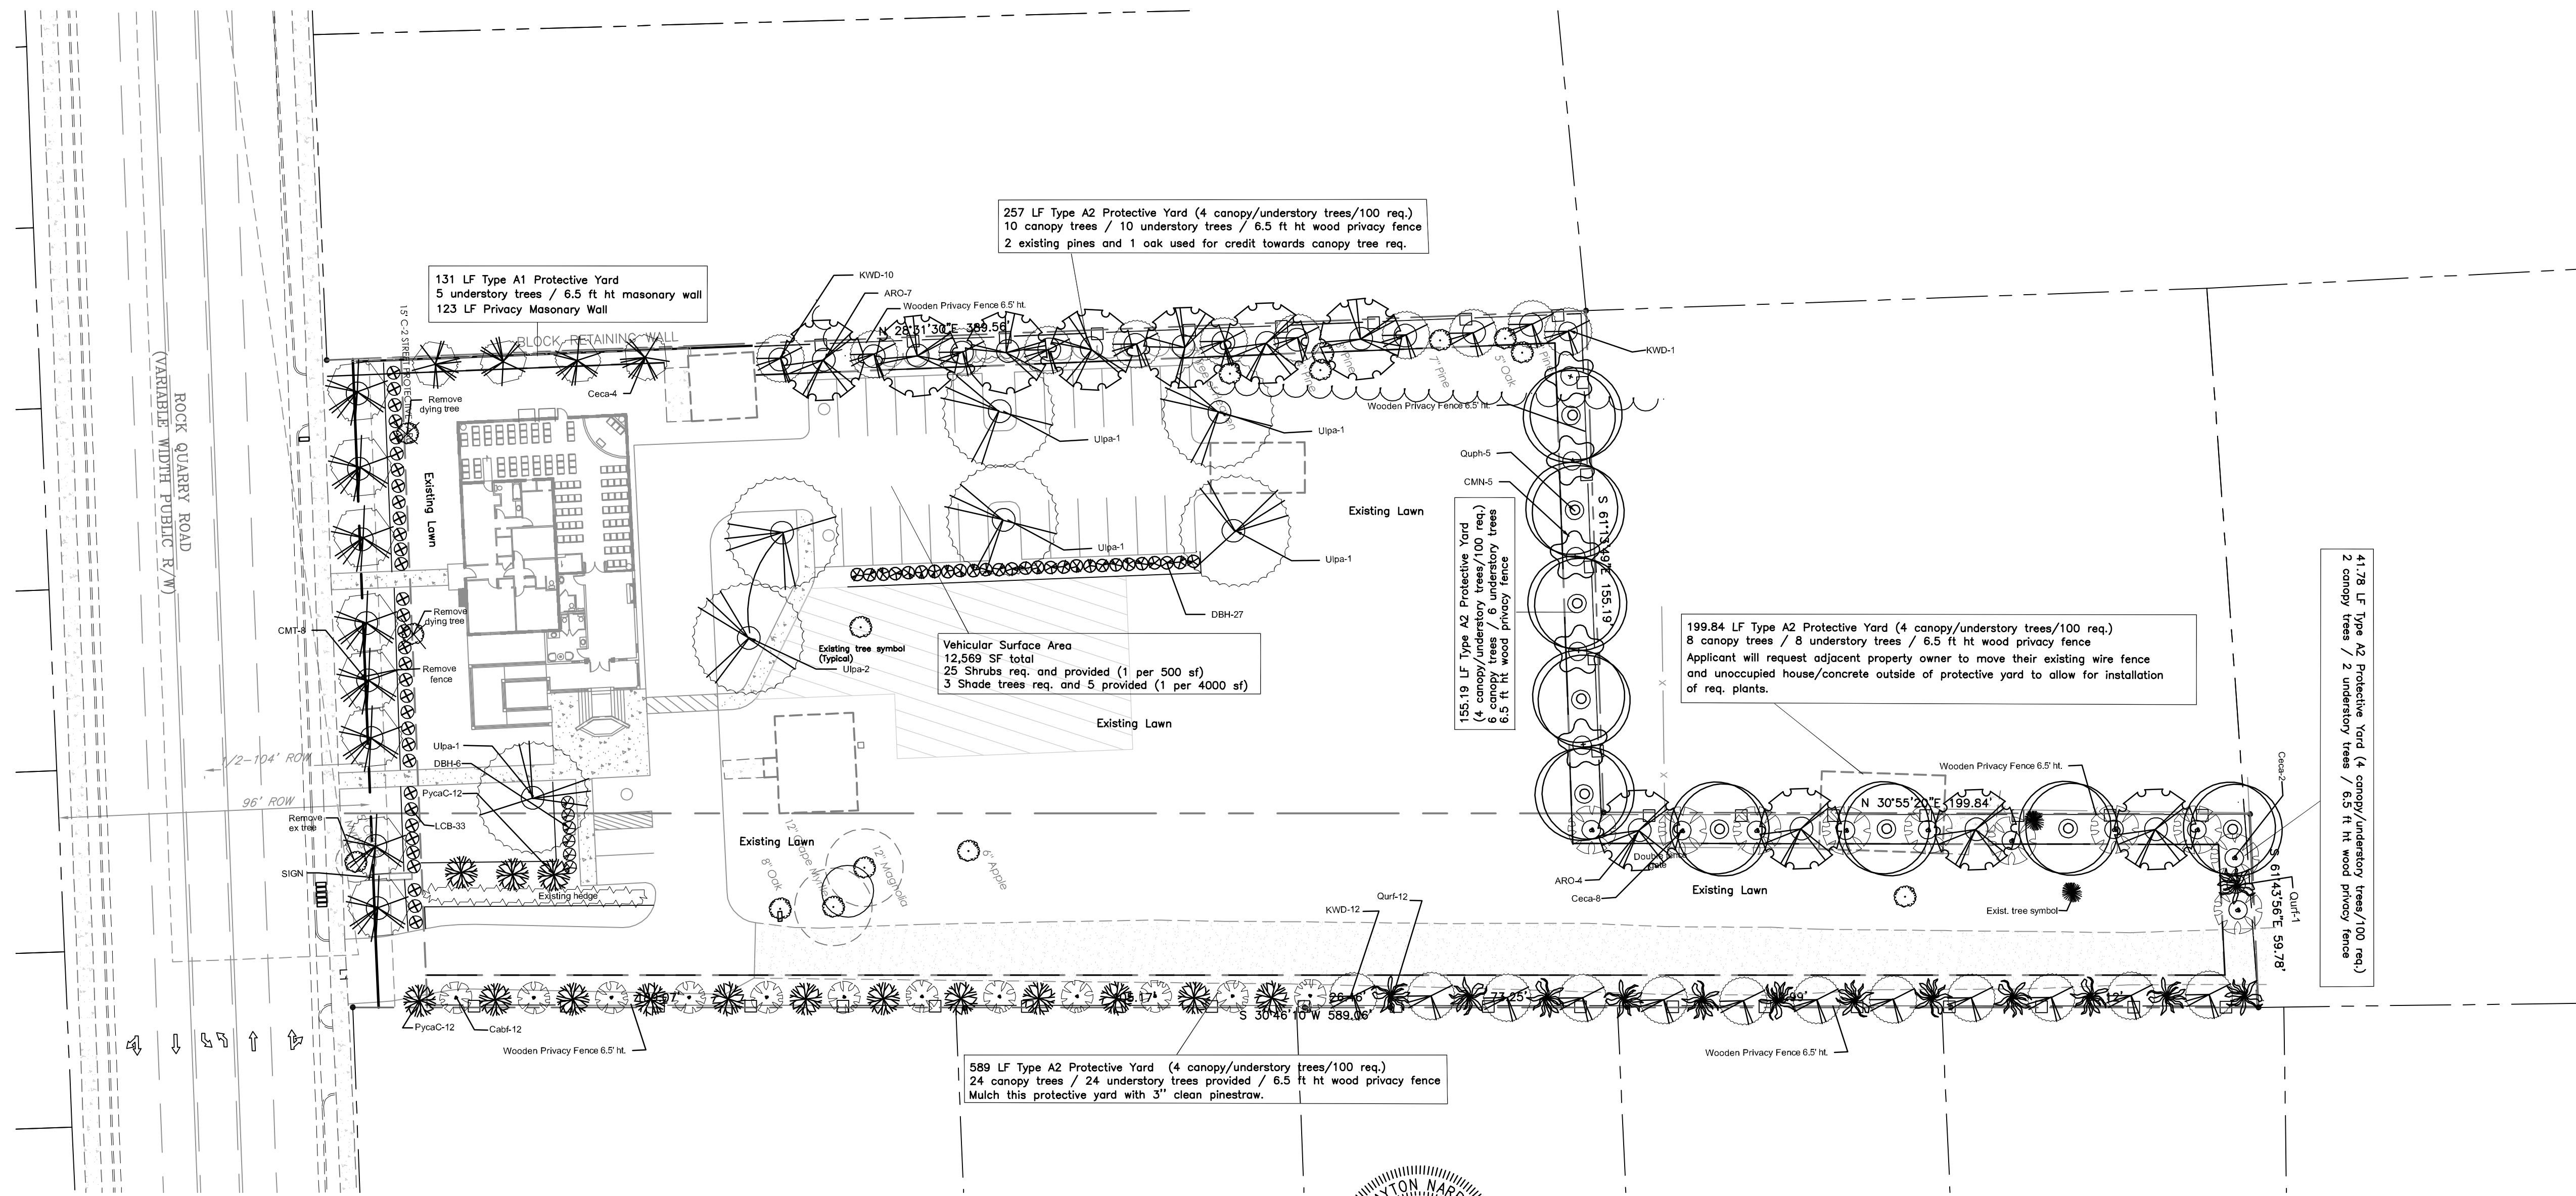 257 LF Type A2 Protective Yard (4 canopy/understory trees/100 req.)
10 canopy trees / 10 understory trees / 6.5 ft ht wood privacy fence
2 existing pines and 1 oak used for credit towards canopy tree req.
131 LF Type A1 Protective Yard
5 understory trees / 6.5 ft ht masonary wall
123 LF Privacy Masonary Wall
KWD-10
ARO-7
Wooden Privacy Fence 6.5' ht.
N 28°31'30"E 389.56'
BLOCK RETAINING WALL
15' C-2 STREET PROTECTIVE
Ceca-4
KWD-1
Pine
Pine
7" Pine
5" Oak
Pine
Remove
dying tree
Wooden Privacy Fence 6.5' ht.
Ulpa-1
Ulpa-1
ROCK QUARRY ROAD
(VARIABLE WIDTH PUBLIC R/W)
Existing Lawn
Quph-5
CMN-5
Existing Lawn
S 61°13'49"E 155.19'
155.19 LF Type A2 Protective Yard
(4 canopy/understory trees/100 req.)
6 canopy trees / 6 understory trees
6.5 ft ht wood privacy fence
Ulpa-1
Ulpa-1
DBH-27
Remove
dying tree
CMT-8
Remove
fence
Existing tree symbol
(Typical)
Ulpa-2
Vehicular Surface Area
12,569 SF total
25 Shrubs req. and provided (1 per 500 sf)
3 Shade trees req. and 5 provided (1 per 4000 sf)
Existing Lawn
199.84 LF Type A2 Protective Yard (4 canopy/understory trees/100 req.)
8 canopy trees / 8 understory trees / 6.5 ft ht wood privacy fence
Applicant will request adjacent property owner to move their existing wire fence
and unoccupied house/concrete outside of protective yard to allow for installation
of req. plants.
41.78 LF Type A2 Protective Yard (4 canopy/understory trees/100 req.)
2 canopy trees / 2 understory trees / 6.5 ft ht wood privacy fence
X
X
Ulpa-1
DBH-6
PycaC-12
1/2-104' ROW
96' ROW
LCB-33
Remove
ex tree
SIGN
Existing hedge
Existing Lawn
8" Oak
12" Magnolia
6" Apple
Wooden Privacy Fence 6.5' ht.
N 30°55'20"E 199.84'
Ceca-2
Double
gate
ARO-4
Ceca-8
Existing Lawn
Exist. tree symbol
Qurf-1
S 61°43'56"E 59.78'
KWD-12
Qurf-12
PycaC-12
Cabf-12
Wooden Privacy Fence 6.5' ht.
S 30°46'10"W 589.06'
77.25'
Wooden Privacy Fence 6.5' ht.
589 LF Type A2 Protective Yard (4 canopy/understory trees/100 req.)
24 canopy trees / 24 understory trees provided / 6.5 ft ht wood privacy fence
Mulch this protective yard with 3'' clean pinestraw.